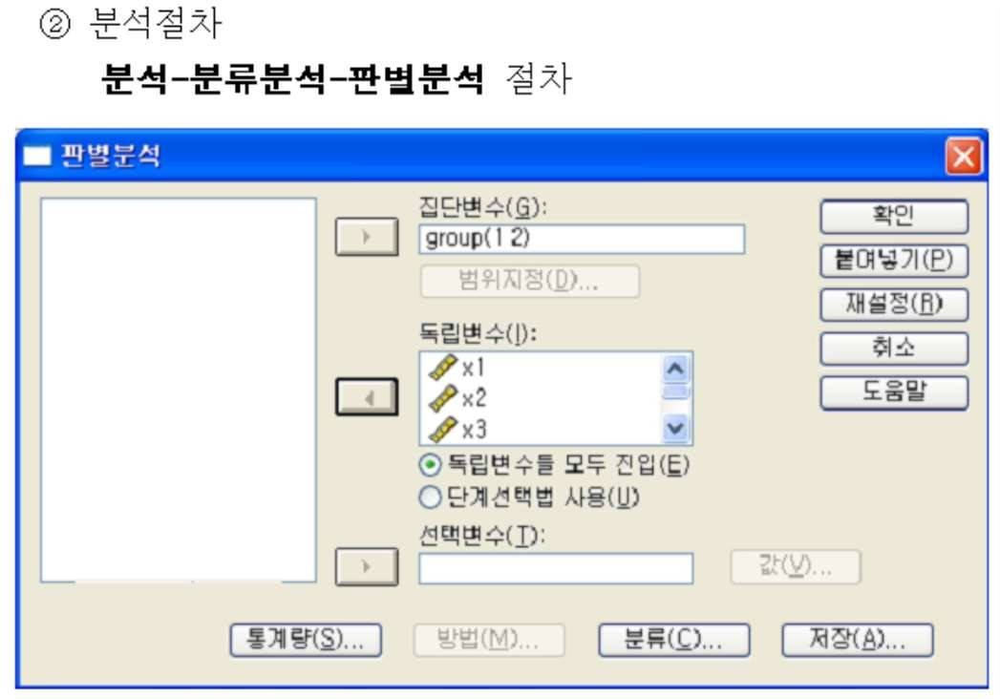 ② 분석절차
분석-분류분석-판별분석 절차
판별분석
집단변수(G):
group(1 2)
범위지정(D)...
독립변수(I):
x1
x2
x3
독립변수들 모두 진입(E)
단계선택법 사용(U)
선택변수(T):
값(V)...
확인
붙여넣기(P)
재설정(R)
취소
도움말
통계량(S)...
방법(M)...
분류(C)...
저장(A)...